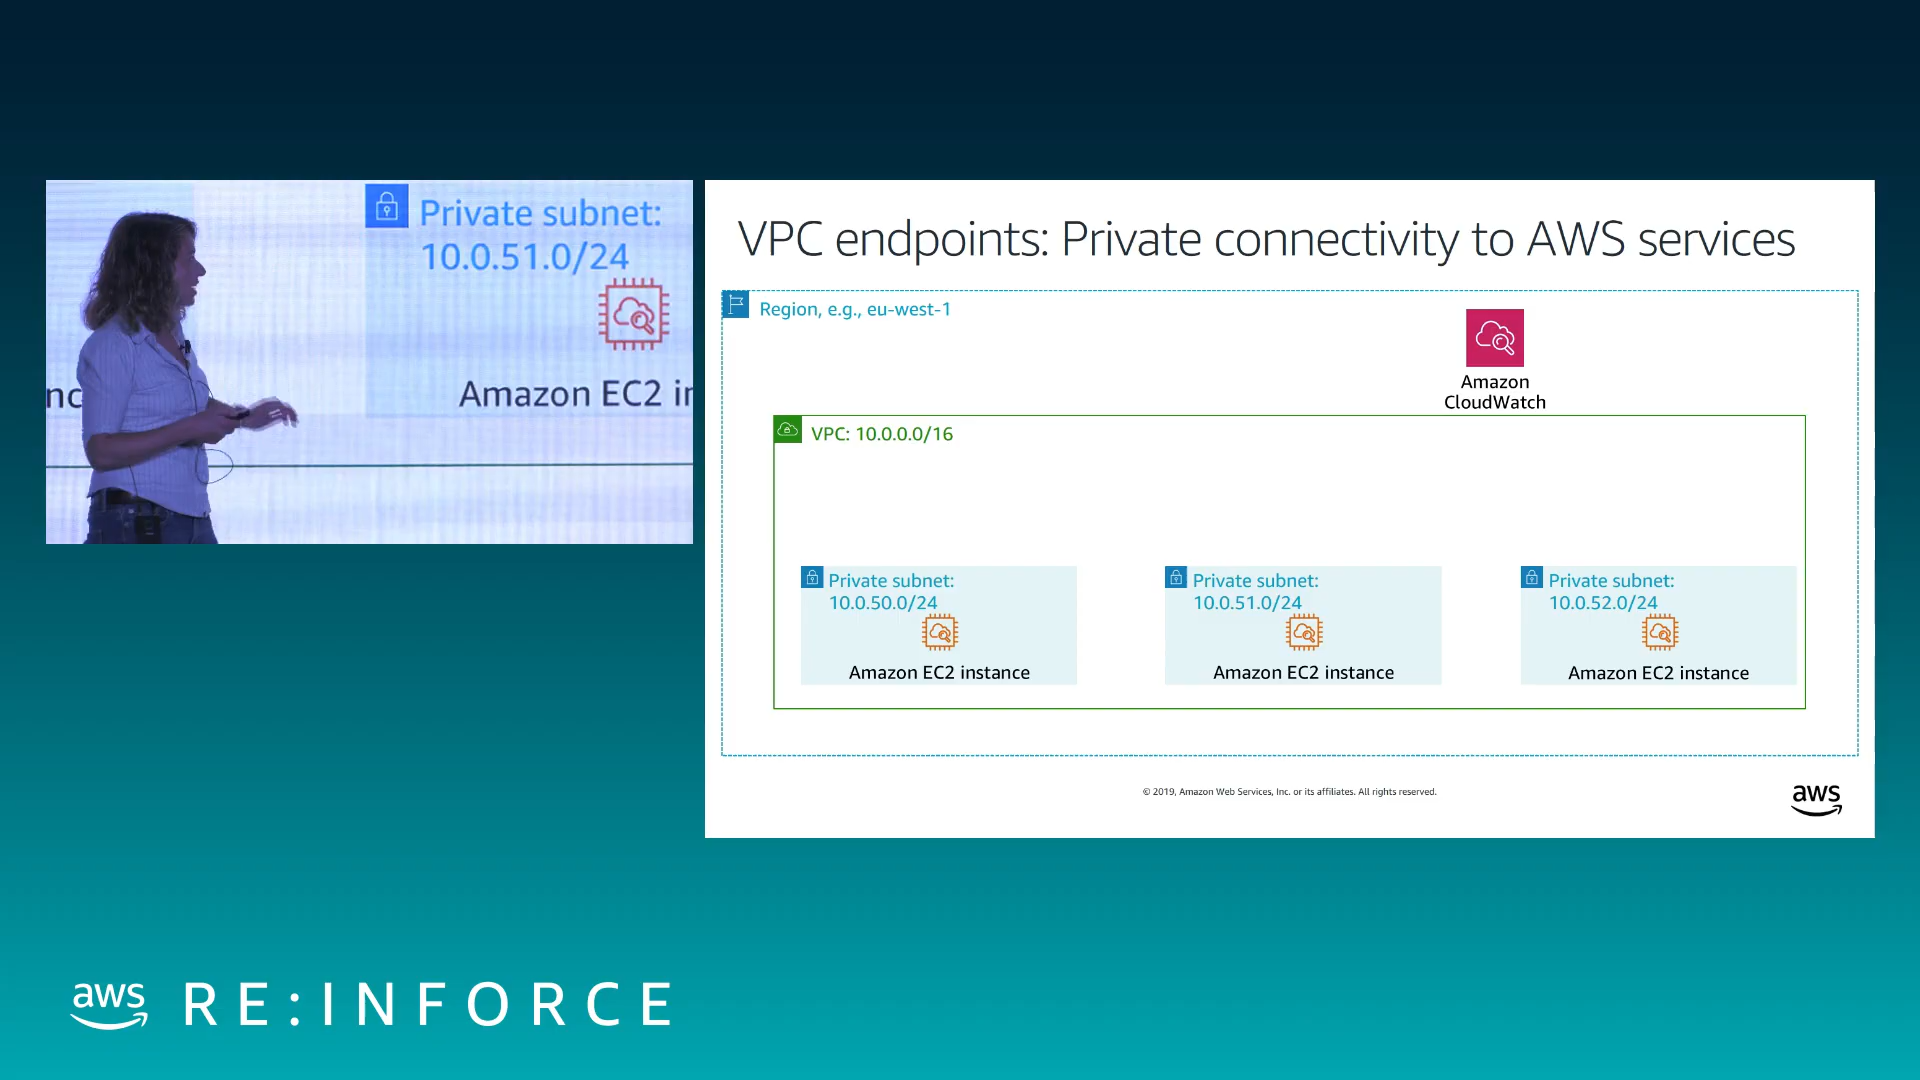 Private subnet:
10.0.51.0/24
nc
Amazon EC2 in
VPC endpoints: Private connectivity to AWS services
Region, e.g., eu-west-1
Amazon
CloudWatch
VPC: 10.0.0.0/16
Private subnet:
10.0.50.0/24
Amazon EC2 instance
Private subnet:
10.0.51.0/24
Amazon EC2 instance
Private subnet:
10.0.52.0/24
Amazon EC2 instance
© 2019, Amazon Web Services, Inc. or its affiliates. All rights reserved.
aws
aws RE:INFORCE